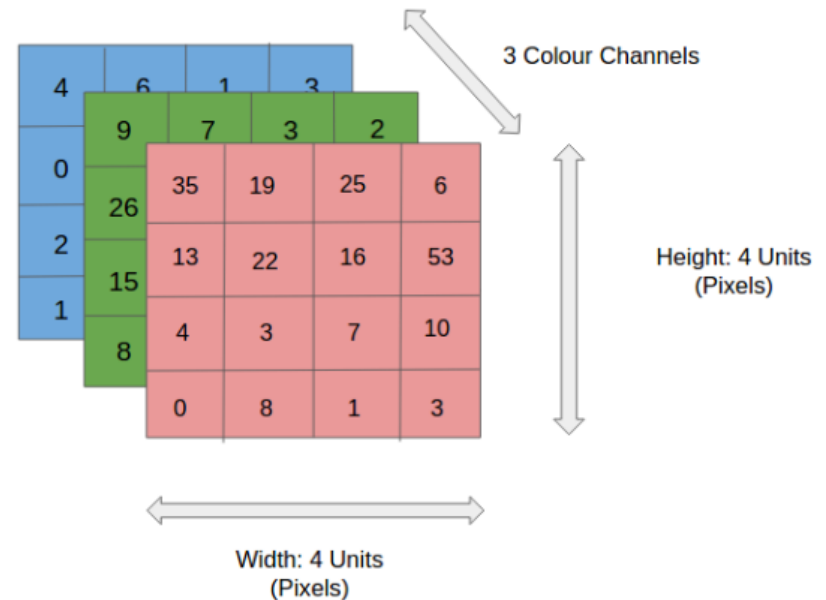 3 Colour Channels
4 6 1 3
9 7 3 2
0
35 19 25 6
26
13 22 16 53
2
15
4 3 7 10
1
8
0 8 1 3
Height: 4 Units
(Pixels)
Width: 4 Units
(Pixels)